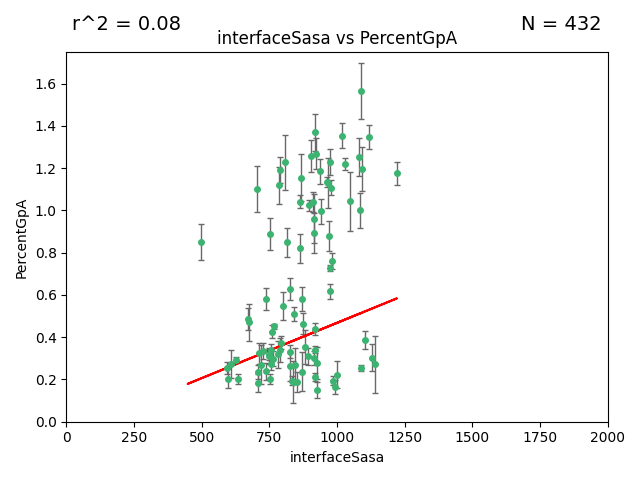 r^2 = 0.08
N = 432
interfaceSasa vs PercentGpA
PercentGpA
1.6
1.4
1.2
1.0
0.8
0.6
0.4
0.2
0.0
0 250 500 750 1000 1250 1500 1750 2000
interfaceSasa